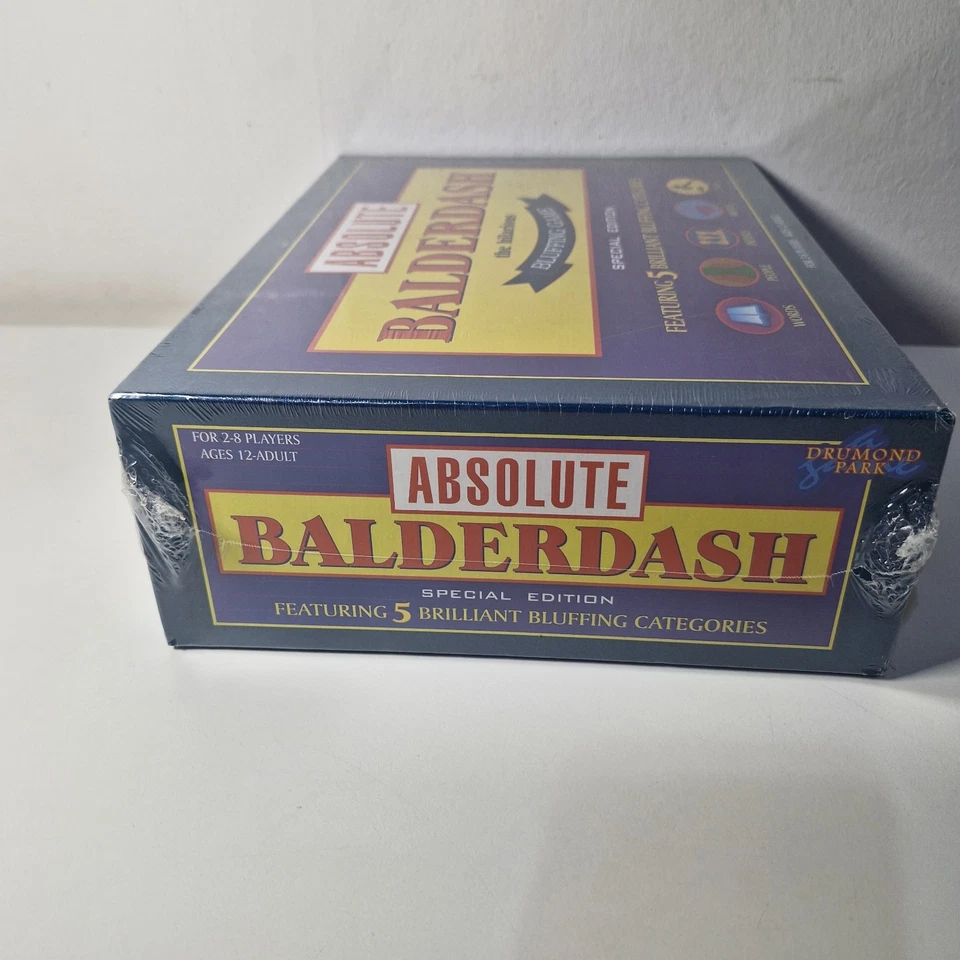 ABSOLUTE
BALDERDASH
the hilarious
BLUFFING GAME
SPECIAL EDITION
FEATURING 5 BRILLIANT BLUFFING CATEGORIES
WORDS
PEOPLE
FOR 2-8 PLAYERS
AGES 12-ADULT
ABSOLUTE
BALDERDASH
SPECIAL EDITION
FEATURING 5 BRILLIANT BLUFFING CATEGORIES
DRUMOND
PARK